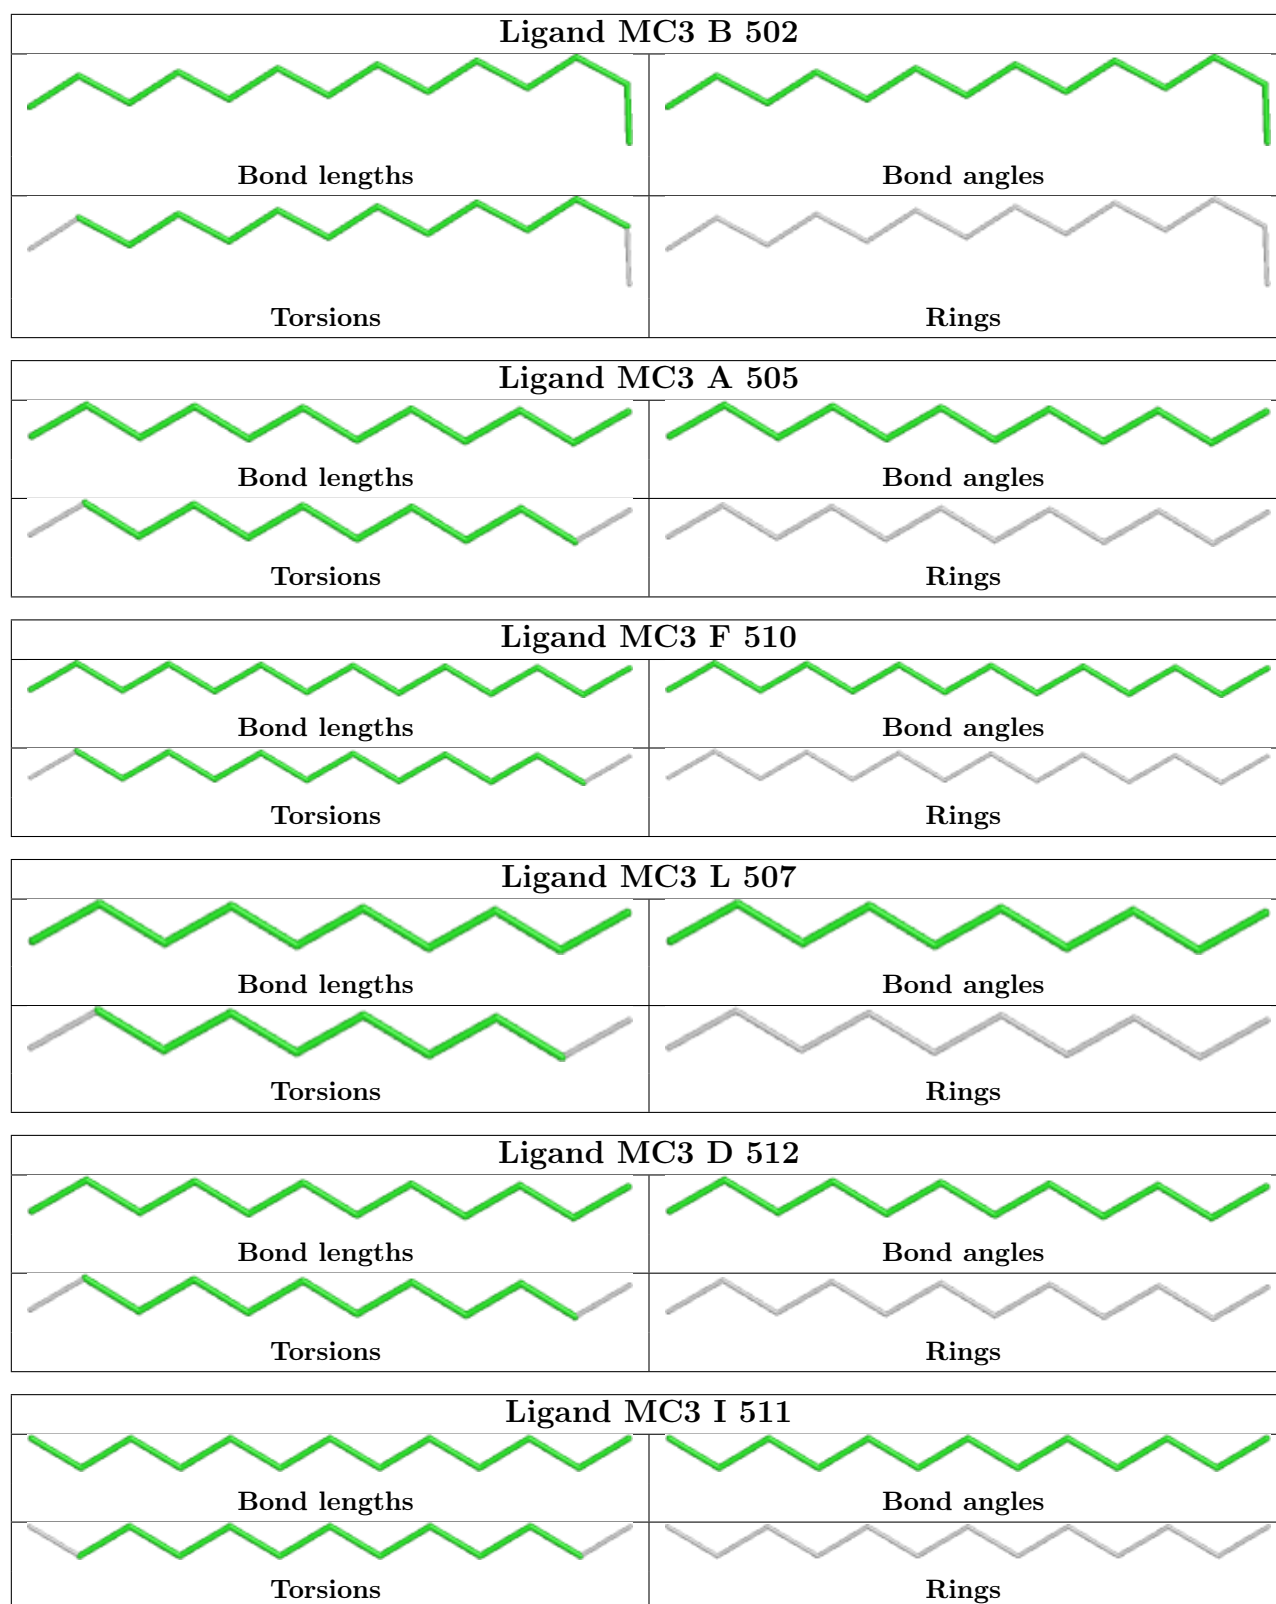 Ligand MC3 B 502
Bond lengths Bond angles
Torsions Rings
Ligand MC3 A 505
Bond lengths Bond angles
Torsions Rings
Ligand MC3 F 510
Bond lengths Bond angles
Torsions Rings
Ligand MC3 L 507
Bond lengths Bond angles
Torsions Rings
Ligand MC3 D 512
Bond lengths Bond angles
Torsions Rings
Ligand MC3 I 511
Bond lengths Bond angles
Torsions Rings